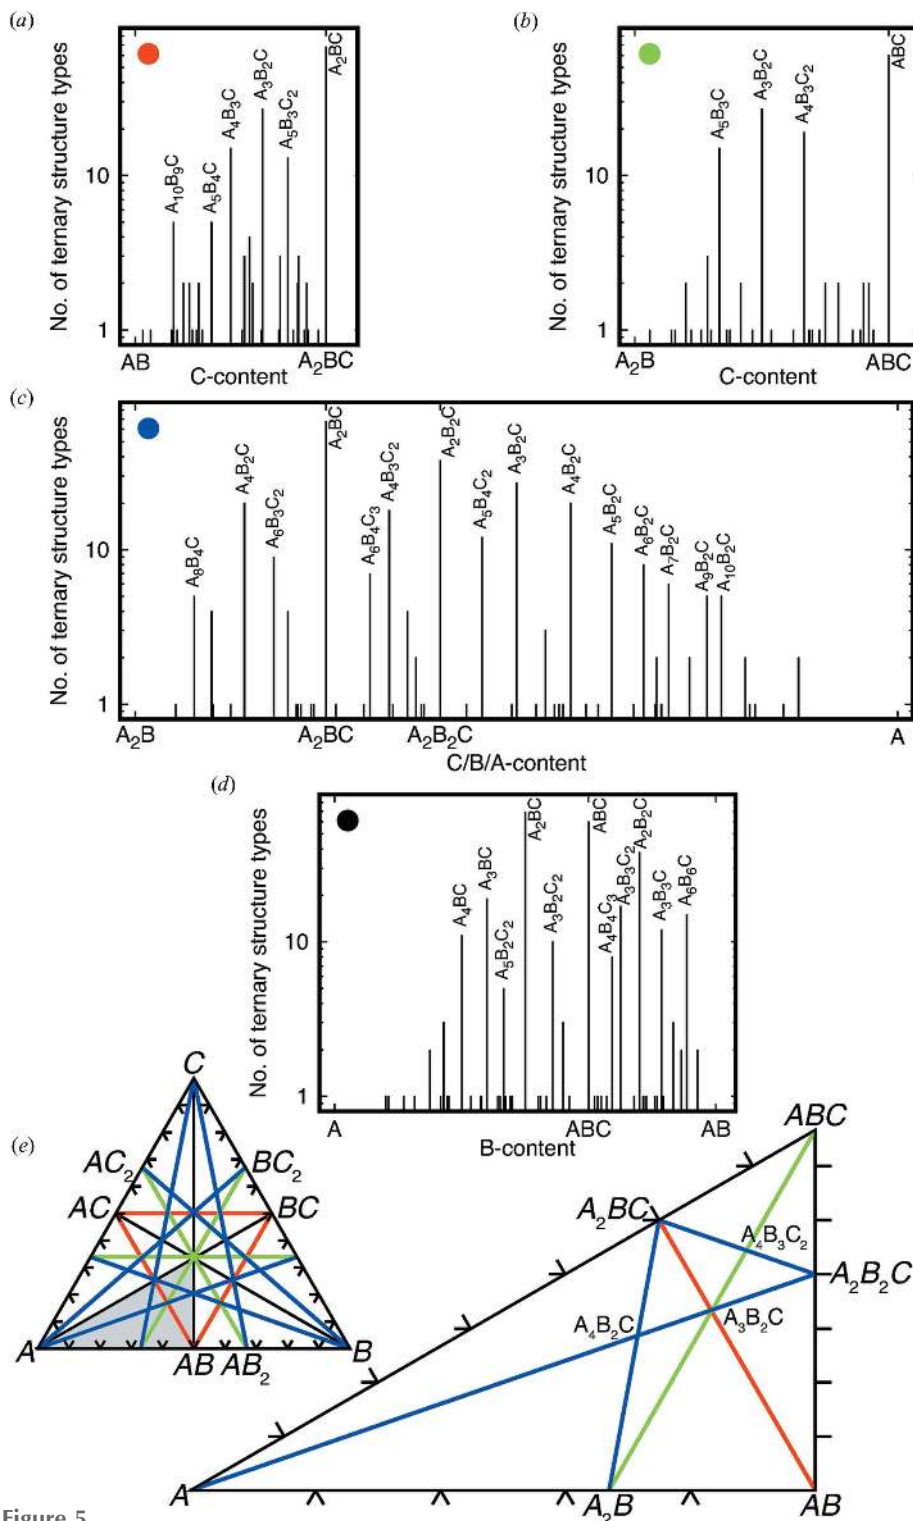 (a)
No. of ternary structure types
10
1
A₁₀B₉C
A₅B₄C
A₄B₃C
A₃B₂C
A₅B₃C₂
A₂BC
AB
A₂BC
C-content
(b)
No. of ternary structure types
10
1
A₅B₃C
A₃B₂C
A₄B₃C₂
ABC
A₂B
ABC
C-content
(c)
No. of ternary structure types
10
1
A₈B₄C
A₄B₂C
A₆B₃C₂
A₂BC
A₆B₄C₃
A₄B₃C₂
A₂B₂C
A₅B₄C₂
A₃B₂C
A₄B₂C
A₅B₂C
A₆B₂C
A₇B₂C
A₉B₂C
A₁₀B₂C
A₂B
A₂BC
A₂B₂C
A
C/B/A-content
(d)
No. of ternary structure types
10
1
A₄BC
A₃BC
A₅B₂C₂
A₂BC
A₃B₂C₂
ABC
A₄B₄C₃
A₃B₃C₂
A₂B₂C
A₃B₃C
A₆B₆C
A
ABC
AB
B-content
(e)
C
AC₂
BC₂
AC
BC
A
AB
AB₂
B
ABC
A₂BC
A₄B₃C₂
A₂B₂C
A₄B₂C
A₃B₂C
A
A₂B
AB
Figure 5